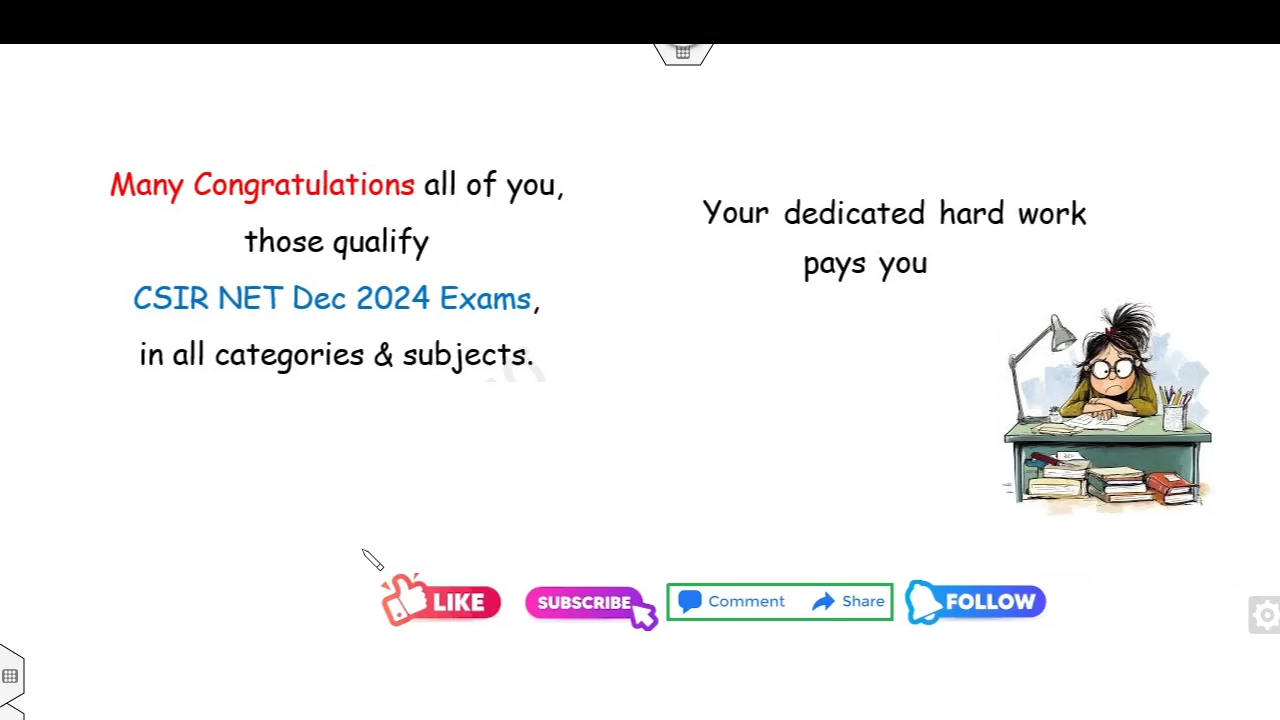 Many Congratulations all of you,
those qualify
CSIR NET Dec 2024 Exams,
in all categories & subjects.
Your dedicated hard work
pays you
LIKE
SUBSCRIBE
Comment
Share
FOLLOW